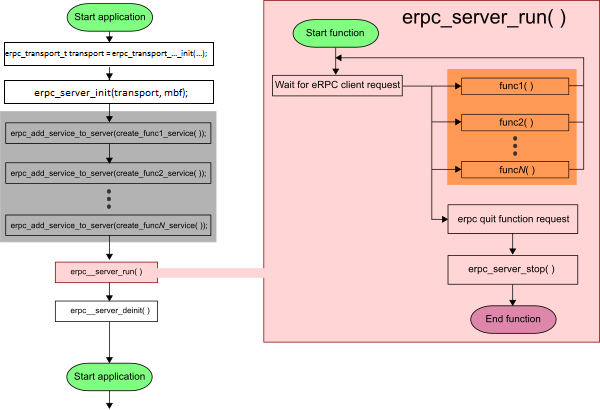 Start application
erpc_transport_t transport = erpc_transport_..._init(...);
erpc_server_init(transport, mbf);
erpc_add_service_to_server(create_func1_service( ));
erpc_add_service_to_server(create_func2_service( ));
erpc_add_service_to_server(create_funcN_service( ));
erpc__server_run( )
erpc__server_deinit( )
Start application
erpc_server_run( )
Start function
Wait for eRPC client request
func1( )
func2( )
funcN( )
erpc quit function request
erpc_server_stop( )
End function